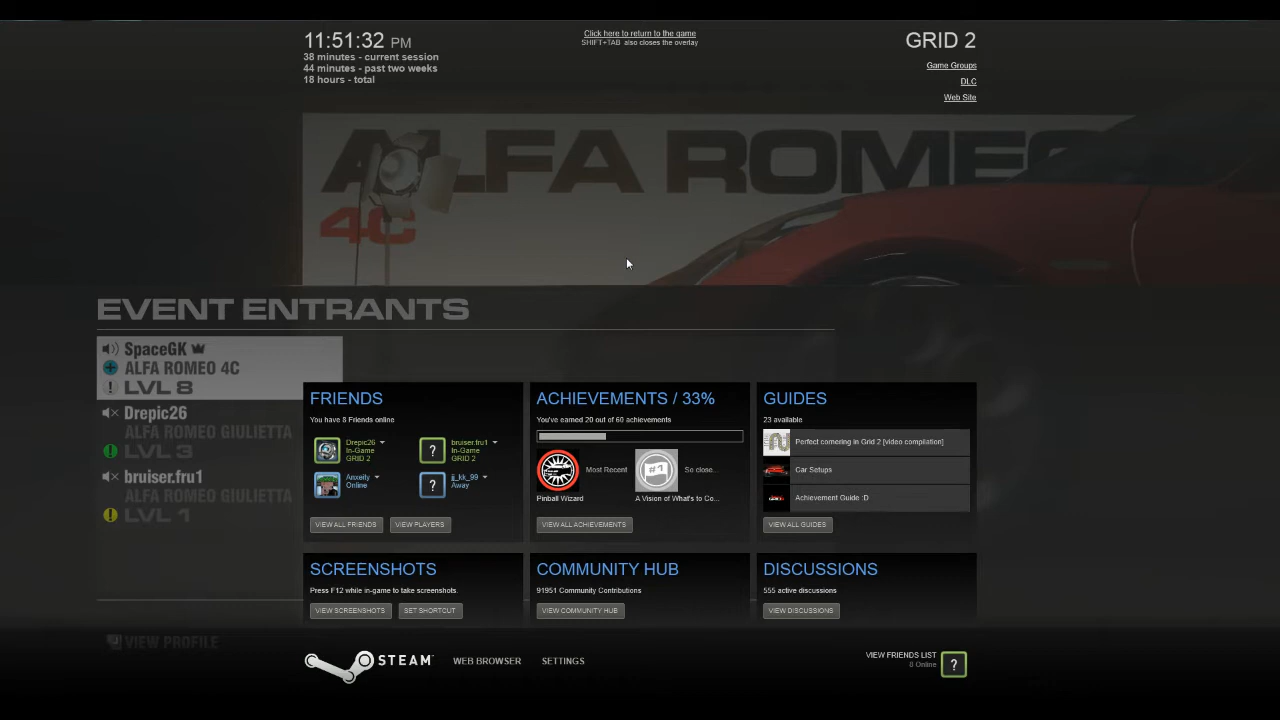 11:51:32 PM
38 minutes - current session
44 minutes - past two weeks
18 hours - total
Click here to return to the game
SHIFT+TAB also closes the overlay
GRID 2
Game Groups
DLC
Web Site
ALFA ROMEO
4C
EVENT ENTRANTS
SpaceGK
ALFA ROMEO 4C
LVL 8
Drepic26
ALFA ROMEO GIULIETTA
LVL 3
bruiser.fru1
ALFA ROMEO GIULIETTA
LVL 1
VIEW PROFILE
FRIENDS
You have 8 Friends online
Drepic26
In-Game
GRID 2
bruiser.fru1
In-Game
GRID 2
Anxeity
Online
jj_kk_99
Away
VIEW ALL FRIENDS
VIEW PLAYERS
ACHIEVEMENTS / 33%
You've earned 20 out of 60 achievements
Most Recent
Pinball Wizard
#1
So close...
A Vision of What's to Co...
VIEW ALL ACHIEVEMENTS
GUIDES
23 available
Perfect cornering in Grid 2 [video compilation]
Car Setups
Achievement Guide :D
VIEW ALL GUIDES
SCREENSHOTS
Press F12 while in-game to take screenshots.
VIEW SCREENSHOTS
SET SHORTCUT
COMMUNITY HUB
91951 Community Contributions
VIEW COMMUNITY HUB
DISCUSSIONS
555 active discussions
VIEW DISCUSSIONS
STEAM
WEB BROWSER
SETTINGS
VIEW FRIENDS LIST
8 Online